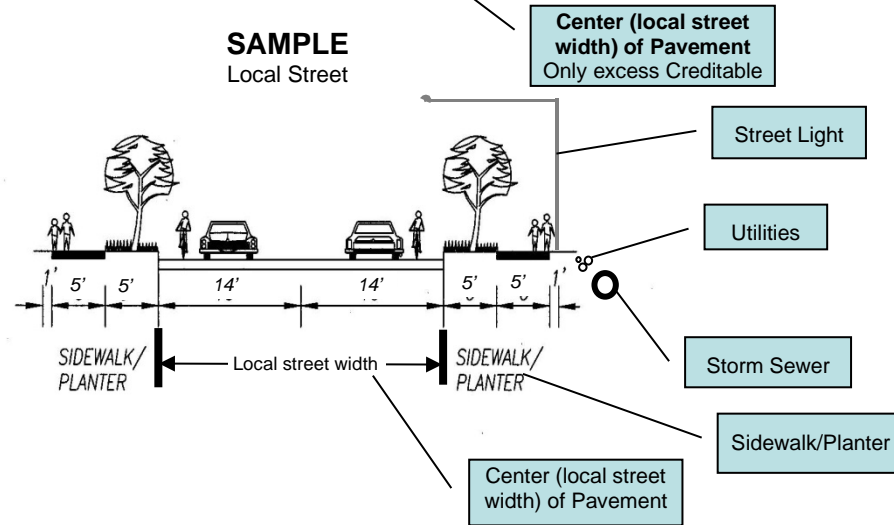 Center (local street
width) of Pavement
Only excess Creditable
SAMPLE
Local Street
Street Light
Utilities
1' 5' 5' 14' 14' 5' 5' 1'
Storm Sewer
SIDEWALK/
PLANTER
Local street width
SIDEWALK/
PLANTER
Sidewalk/Planter
Center (local street
width) of Pavement